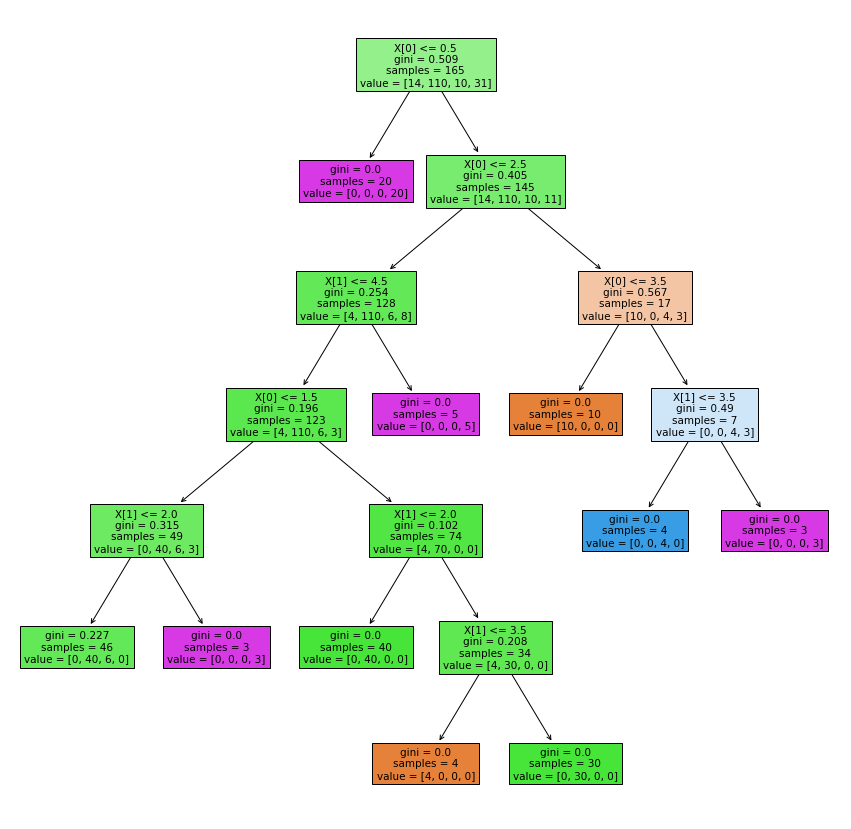 X[0] <= 0.5
gini = 0.509
samples = 165
value = [14, 110, 10, 31]
gini = 0.0
samples = 20
value = [0, 0, 0, 20]
X[0] <= 2.5
gini = 0.405
samples = 145
value = [14, 110, 10, 11]
X[1] <= 4.5
gini = 0.254
samples = 128
value = [4, 110, 6, 8]
X[0] <= 3.5
gini = 0.567
samples = 17
value = [10, 0, 4, 3]
X[0] <= 1.5
gini = 0.196
samples = 123
value = [4, 110, 6, 3]
gini = 0.0
samples = 5
value = [0, 0, 0, 5]
gini = 0.0
samples = 10
value = [10, 0, 0, 0]
X[1] <= 3.5
gini = 0.49
samples = 7
value = [0, 0, 4, 3]
X[1] <= 2.0
gini = 0.315
samples = 49
value = [0, 40, 6, 3]
X[1] <= 2.0
gini = 0.102
samples = 74
value = [4, 70, 0, 0]
gini = 0.0
samples = 4
value = [0, 0, 4, 0]
gini = 0.0
samples = 3
value = [0, 0, 0, 3]
gini = 0.227
samples = 46
value = [0, 40, 6, 0]
gini = 0.0
samples = 3
value = [0, 0, 0, 3]
gini = 0.0
samples = 40
value = [0, 40, 0, 0]
X[1] <= 3.5
gini = 0.208
samples = 34
value = [4, 30, 0, 0]
gini = 0.0
samples = 4
value = [4, 0, 0, 0]
gini = 0.0
samples = 30
value = [0, 30, 0, 0]